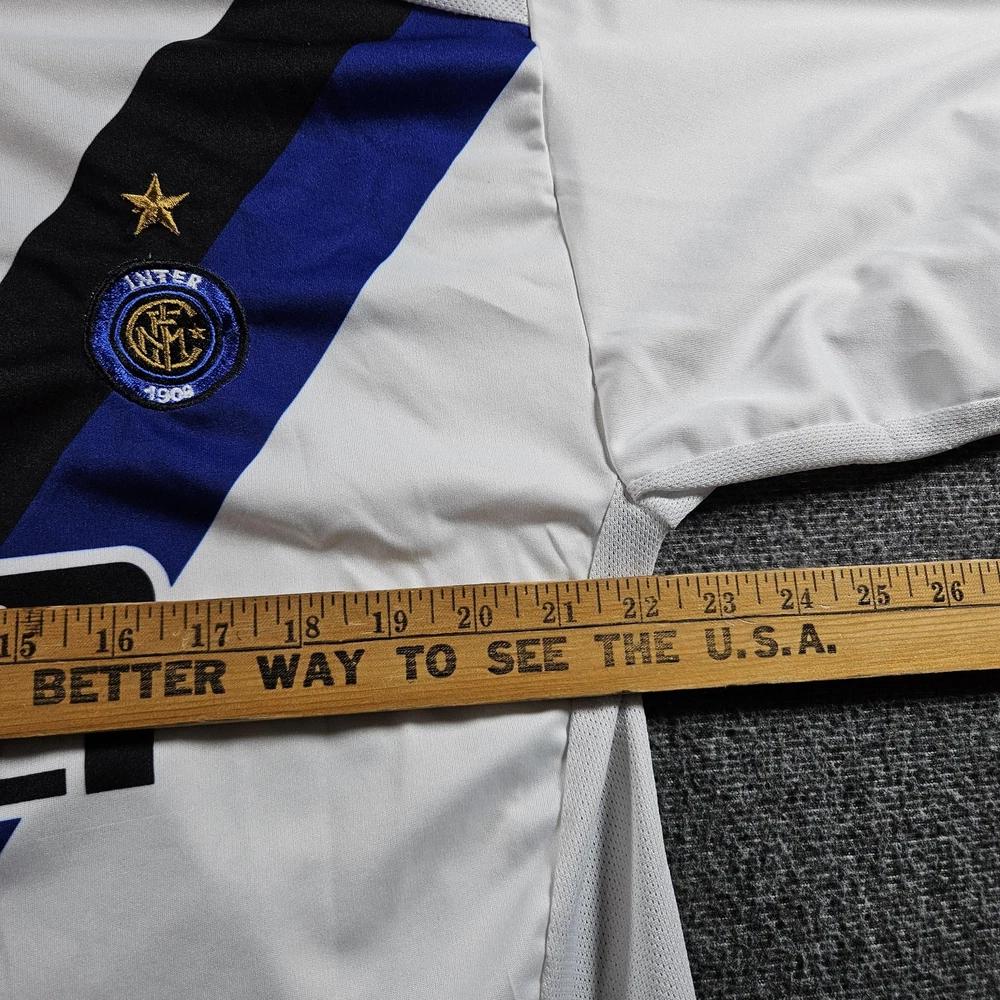 INTER
FCIM
1908
15 16 17 18 19 20 21 22 23 24 25 26
BETTER WAY TO SEE THE U.S.A.